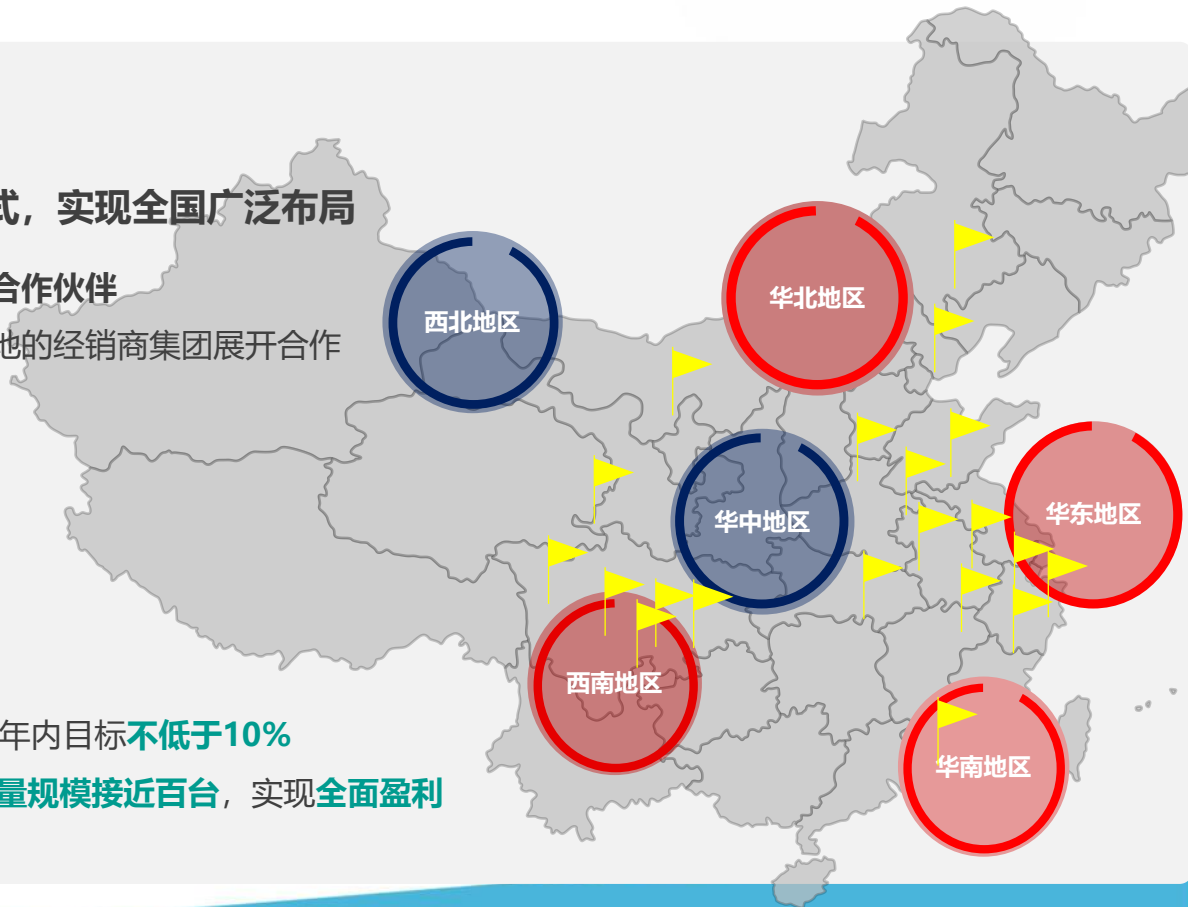 式，实现全国广泛布局
合作伙伴
地的经销商集团展开合作
西北地区
华北地区
华中地区
华东地区
西南地区
华南地区
年内目标不低于10%
量规模接近百台，实现全面盈利